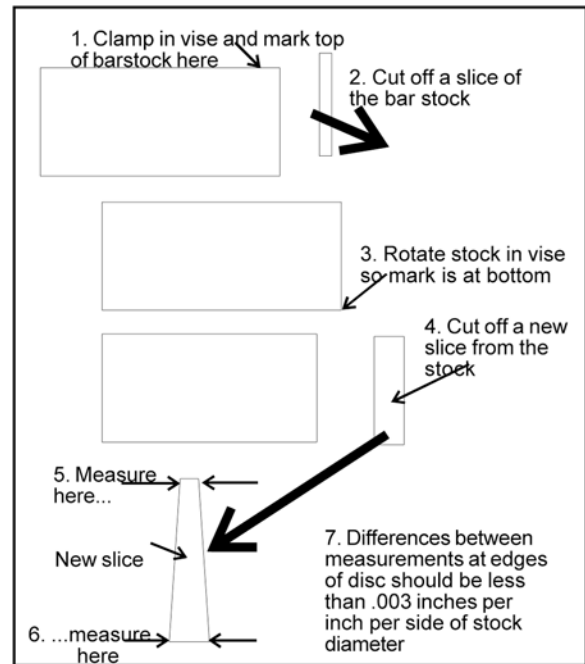 1. Clamp in vise and mark top
of barstock here
2. Cut off a slice of
the bar stock
3. Rotate stock in vise
so mark is at bottom
4. Cut off a new
slice from the
stock
5. Measure
here...
New slice
6. ...measure
here
7. Differences between
measurements at edges
of disc should be less
than .003 inches per
inch per side of stock
diameter